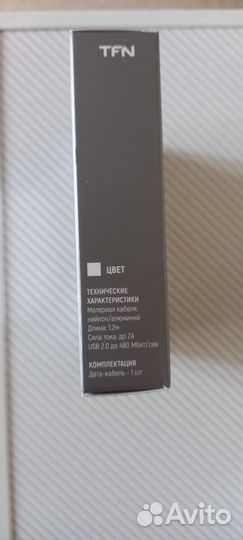 TFN
ЦВЕТ
ТЕХНИЧЕСКИЕ
ХАРАКТЕРИСТИКИ
Материал кабеля:
нейлон/алюминий
Длина: 1.2м
Сила тока: до 2А
USB 2.0 до 480 Мбит/сек
КОМПЛЕКТАЦИЯ
Дата-кабель - 1 шт
Avito